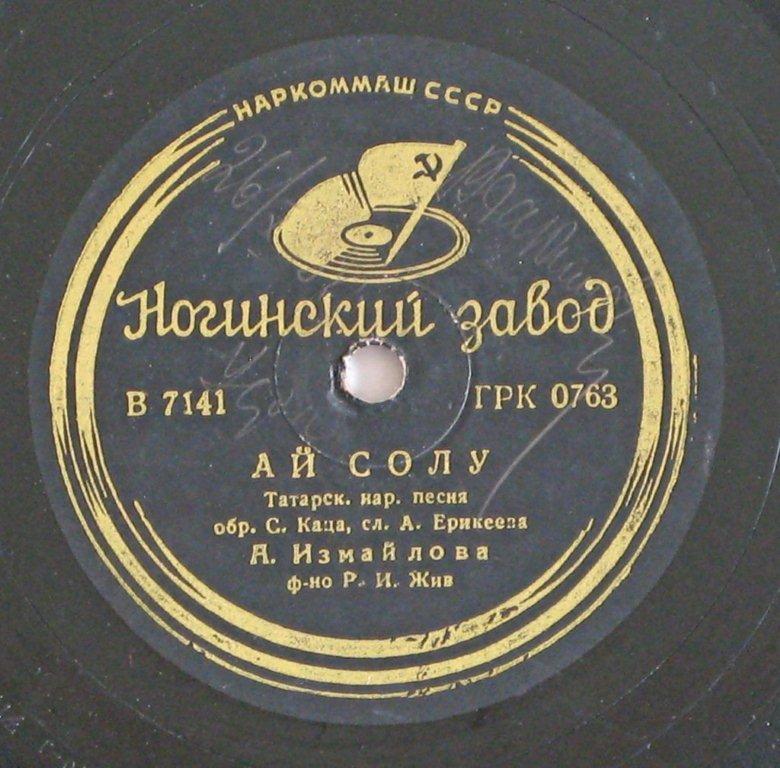 НАРКОММАШ СССР
Ногинский завод
В 7141 ГРК 0763
АЙ СОЛУ
Татарск. нар. песня
обр. С. Каца, сл. А. Ерикеева
А. Измайлова
ф-но Р. И. Жив